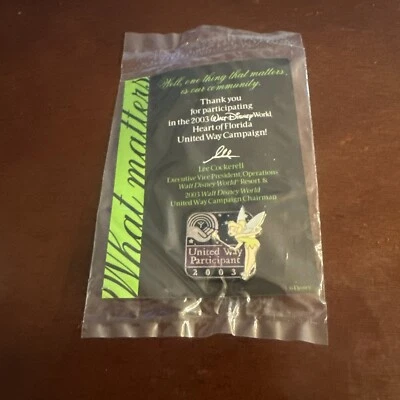 What matters
Well, one thing that matters,
is our community.
Thank you
for participating
in the 2003 Walt Disney World
Heart of Florida
United Way Campaign!
Lee
Lee Cockerell
Executive Vice President, Operations
Walt Disney World® Resort &
2003 Walt Disney World
United Way Campaign Chairman
United Way
Participant
2003